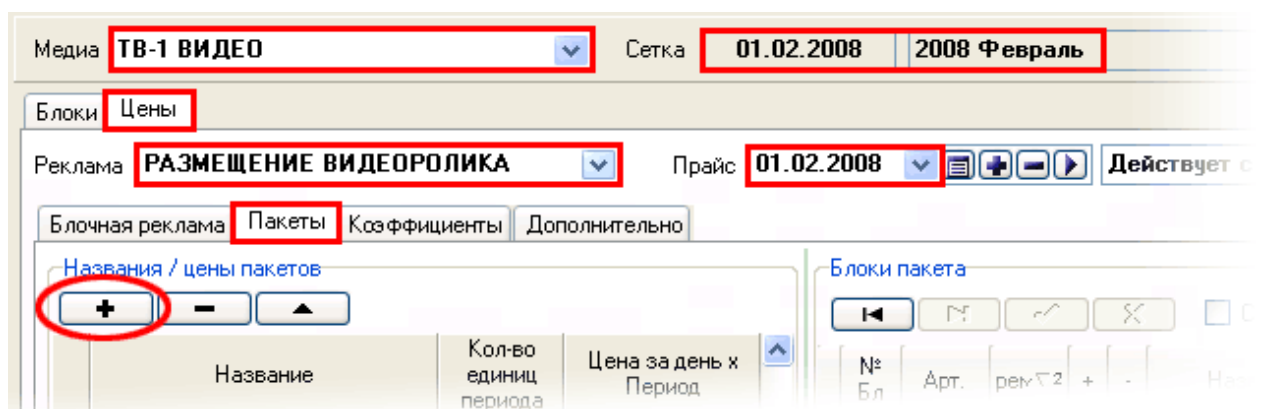 Медиа ТВ-1 ВИДЕО Сетка 01.02.2008 2008 Февраль
Блоки Цены
Реклама РАЗМЕЩЕНИЕ ВИДЕОРОЛИКА Прайс 01.02.2008 Действует с
Блочная реклама Пакеты Коэффициенты Дополнительно
Названия / цены пакетов Блоки пакета
+ -
Название Кол-во единиц периода Цена за день х Период № Бл Арт. + -